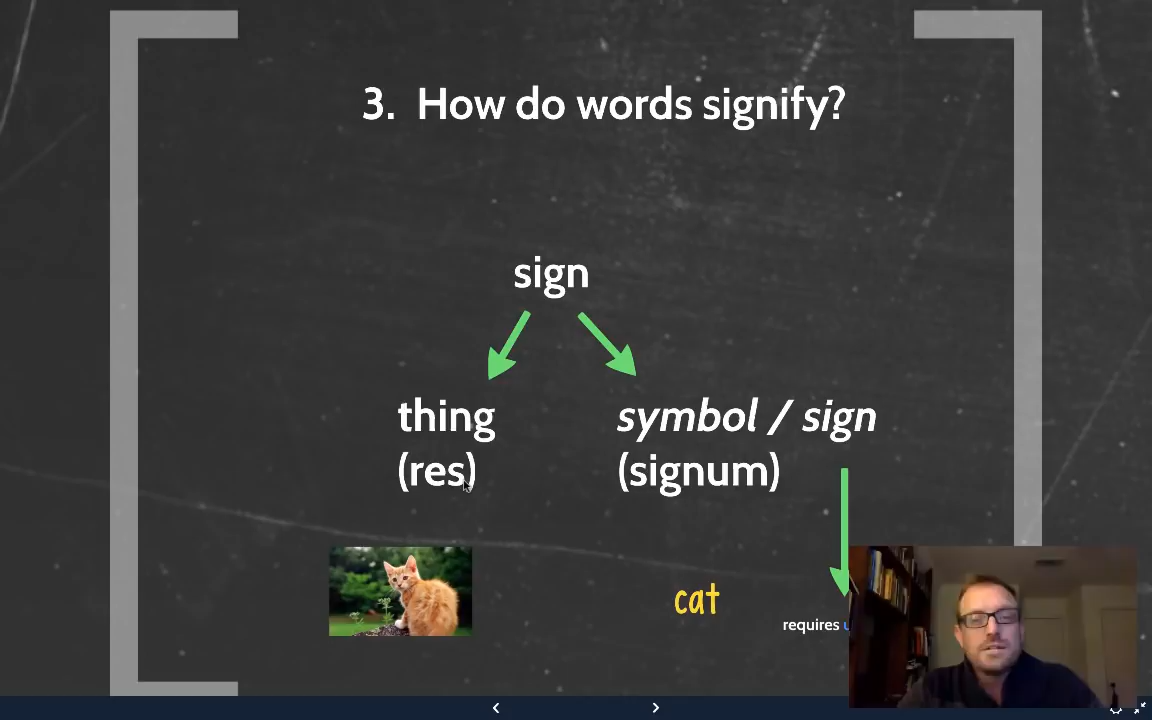 3. How do words signify?
sign
thing
(res)
symbol / sign
(signum)
cat
requires